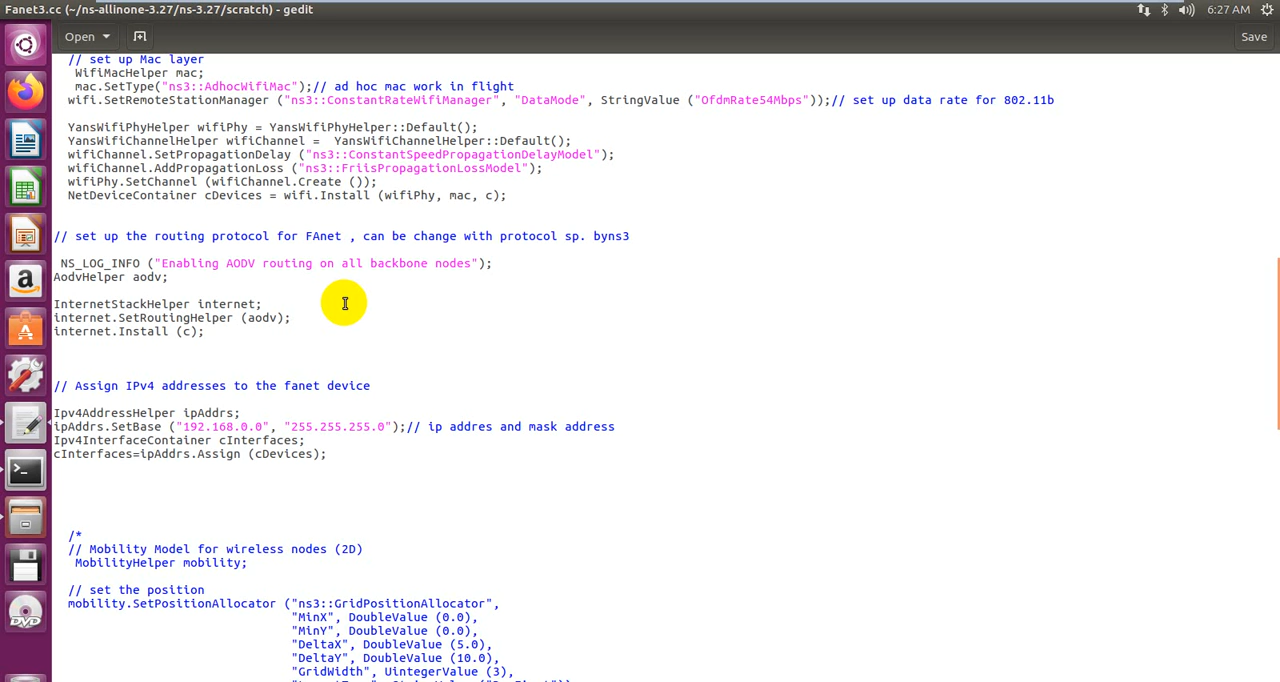 Fanet3.cc (~/ns-allinone-3.27/ns-3.27/scratch) - gedit
6:27 AM
Open
Save
// set up Mac layer
WifiMacHelper mac;
mac.SetType("ns3::AdhocWifiMac");// ad hoc mac work in flight
wifi.SetRemoteStationManager ("ns3::ConstantRateWifiManager", "DataMode", StringValue ("OfdmRate54Mbps"));// set up data rate for 802.11b
YansWifiPhyHelper wifiPhy = YansWifiPhyHelper::Default();
YansWifiChannelHelper wifiChannel =  YansWifiChannelHelper::Default();
wifiChannel.SetPropagationDelay ("ns3::ConstantSpeedPropagationDelayModel");
wifiChannel.AddPropagationLoss ("ns3::FriisPropagationLossModel");
wifiPhy.SetChannel (wifiChannel.Create ());
NetDeviceContainer cDevices = wifi.Install (wifiPhy, mac, c);
// set up the routing protocol for FAnet , can be change with protocol sp. byns3
NS_LOG_INFO ("Enabling AODV routing on all backbone nodes");
AodvHelper aodv;
InternetStackHelper internet;
internet.SetRoutingHelper (aodv);
internet.Install (c);
// Assign IPv4 addresses to the fanet device
Ipv4AddressHelper ipAddrs;
ipAddrs.SetBase ("192.168.0.0", "255.255.255.0");// ip addres and mask address
Ipv4InterfaceContainer cInterfaces;
cInterfaces=ipAddrs.Assign (cDevices);
/*
// Mobility Model for wireless nodes (2D)
MobilityHelper mobility;
// set the position
mobility.SetPositionAllocator ("ns3::GridPositionAllocator",
"MinX", DoubleValue (0.0),
"MinY", DoubleValue (0.0),
"DeltaX", DoubleValue (5.0),
"DeltaY", DoubleValue (10.0),
"GridWidth", UintegerValue (3),